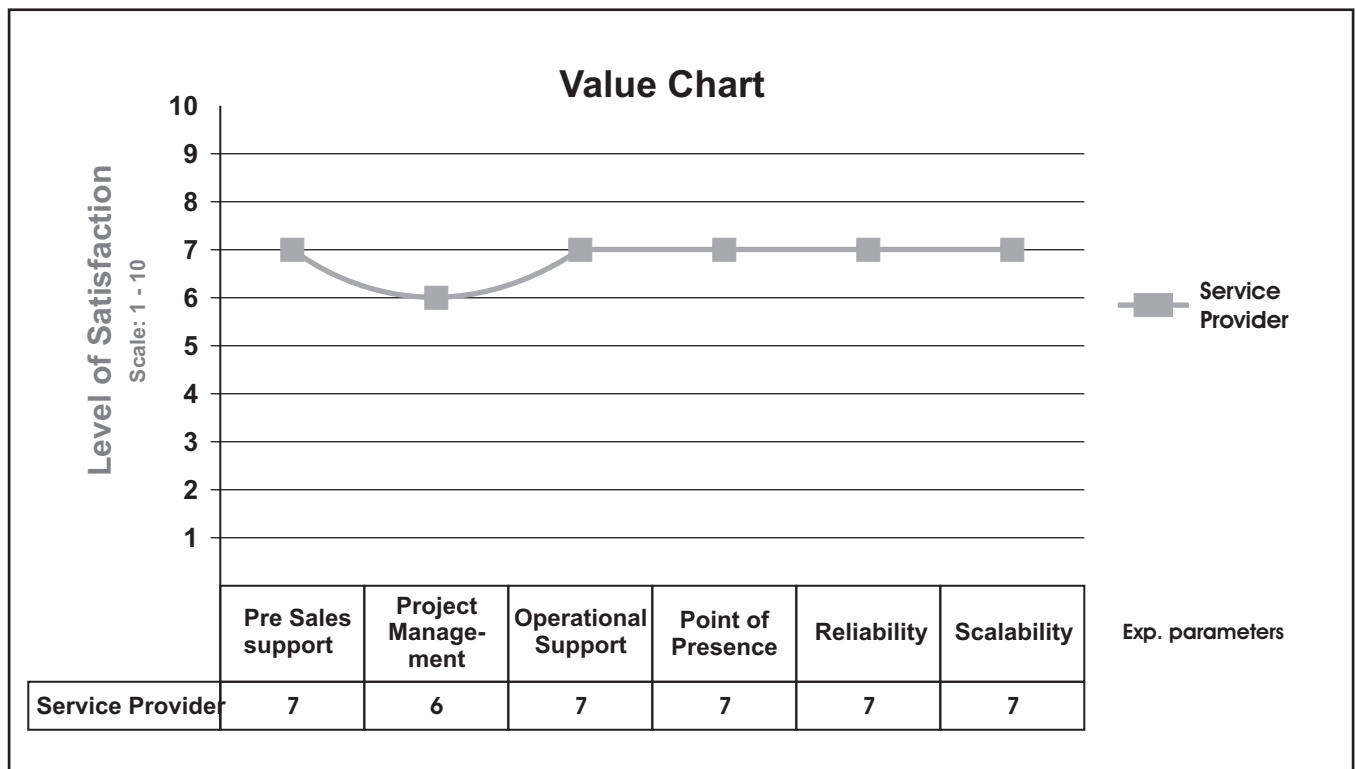 Value Chart
10
9
8
7
6
5
4
3
2
1
Level of Satisfaction
Scale: 1 - 10
Service
Provider
Pre Sales
support
Project
Manage-
ment
Operational
Support
Point of
Presence
Reliability
Scalability
Exp. parameters
Service Provider 7 6 7 7 7 7